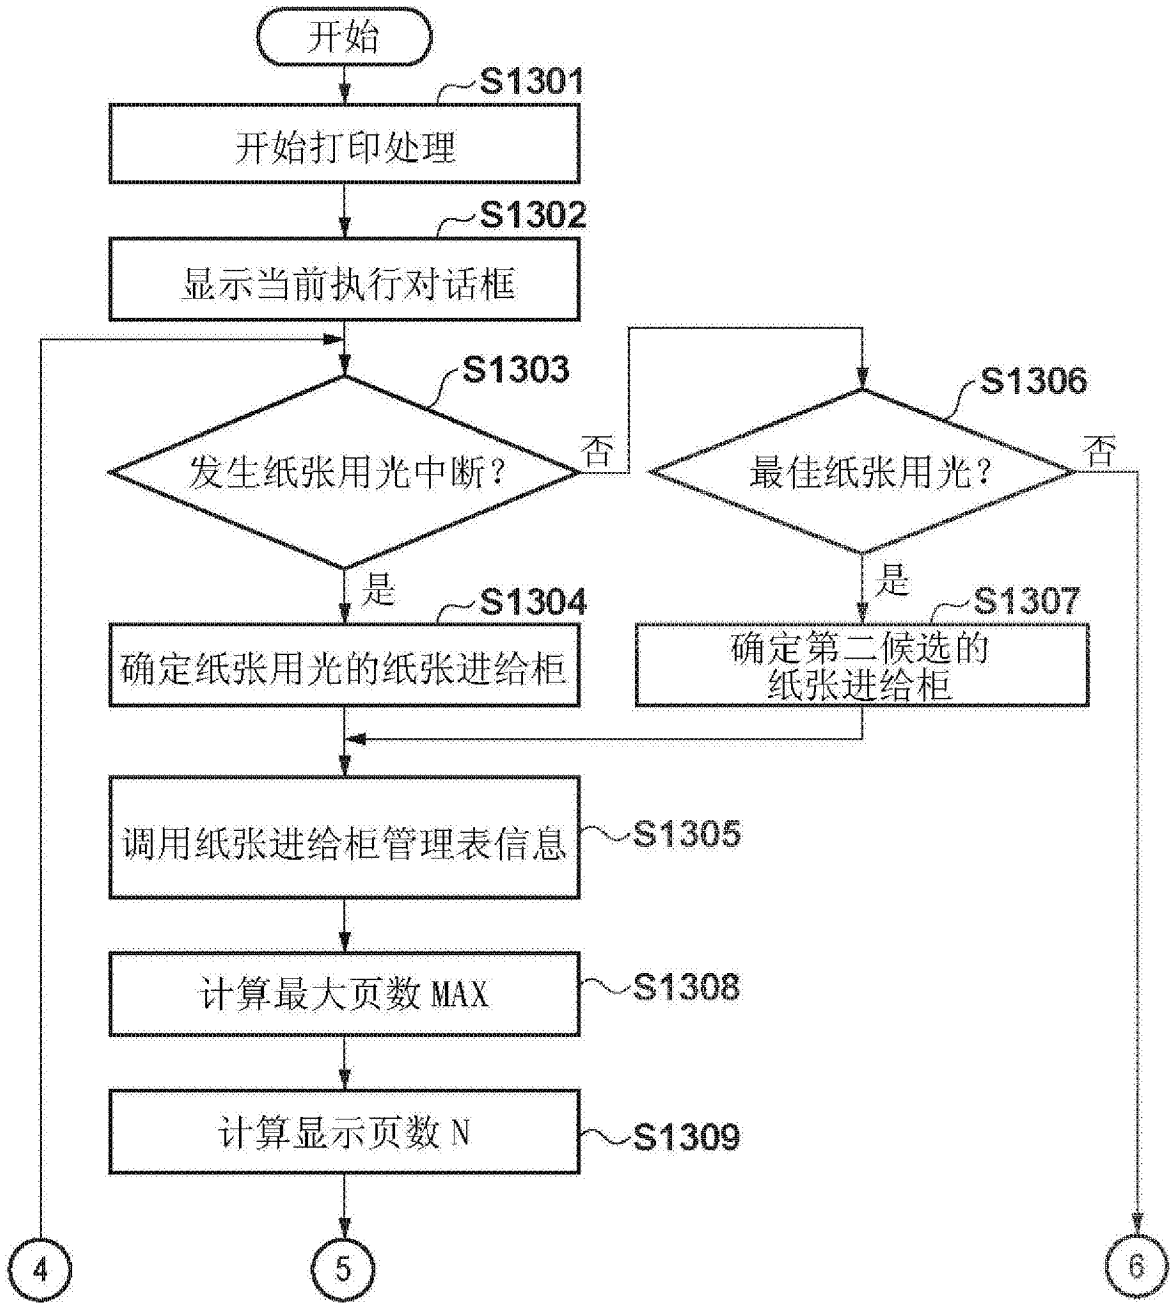 开始
S1301
开始打印处理
S1302
显示当前执行对话框
S1303
发生纸张用光中断？
否
是
S1306
最佳纸张用光？
否
是
S1304
确定纸张用光的纸张进给柜
S1307
确定第二候选的
纸张进给柜
调用纸张进给柜管理表信息
S1305
计算最大页数 MAX
S1308
计算显示页数 N
S1309
4
5
6